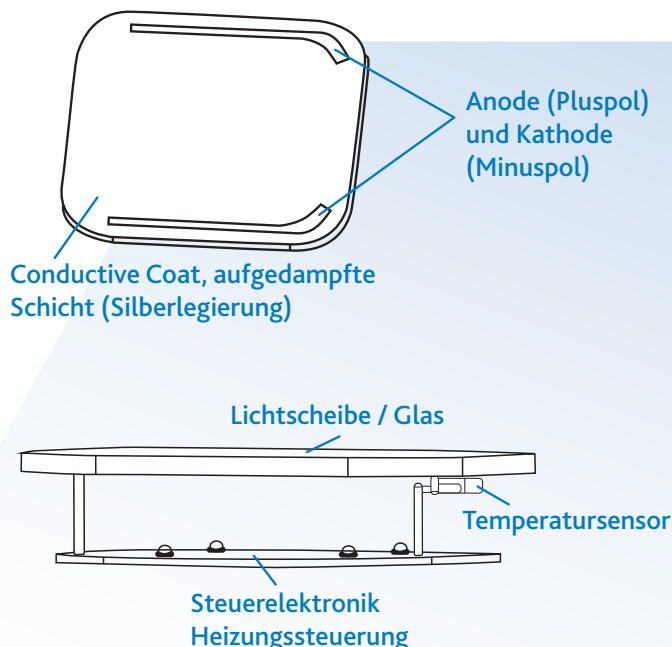 Anode (Pluspol)
und Kathode
(Minuspol)
Conductive Coat, aufgedampfte
Schicht (Silberlegierung)
Lichtscheibe / Glas
Temperatursensor
Steuerelektronik
Heizungssteuerung